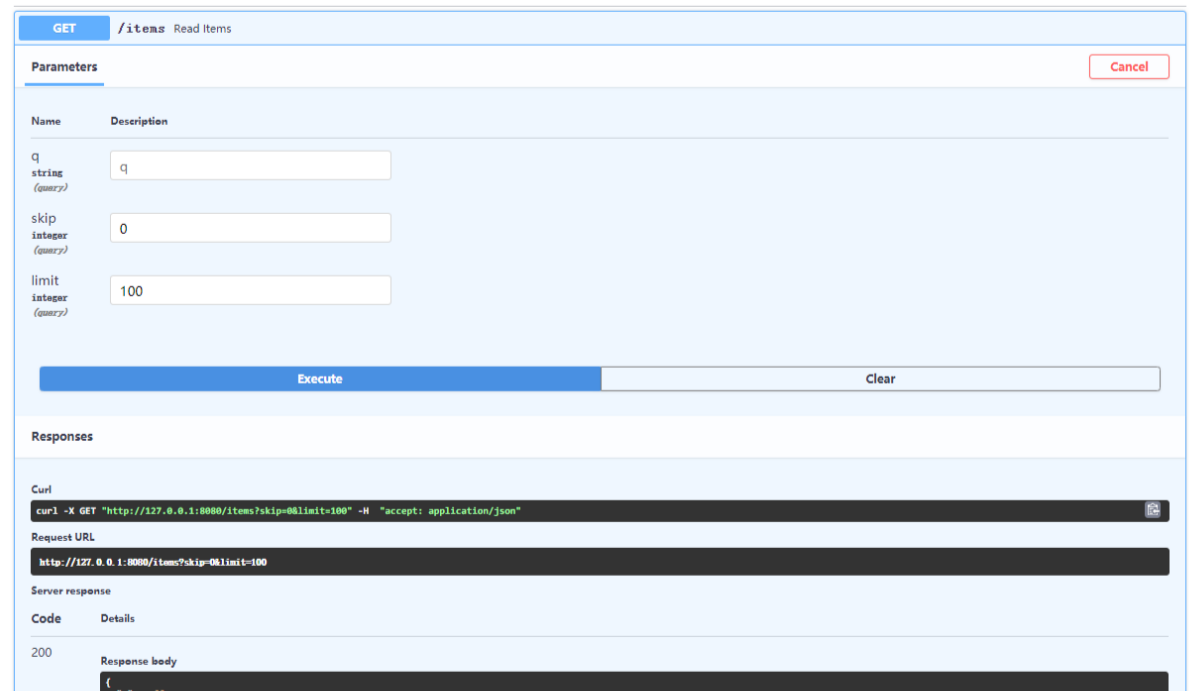 GET /items Read Items
Parameters Cancel
Name Description
q
string
(query)
q
skip
integer
(query)
0
limit
integer
(query)
100
Execute Clear
Responses
Curl
curl -X GET "http://127.0.0.1:8080/items?skip=0&limit=100" -H "accept: application/json"
Request URL
http://127.0.0.1:8080/items?skip=0&limit=100
Server response
Code Details
200
Response body
{